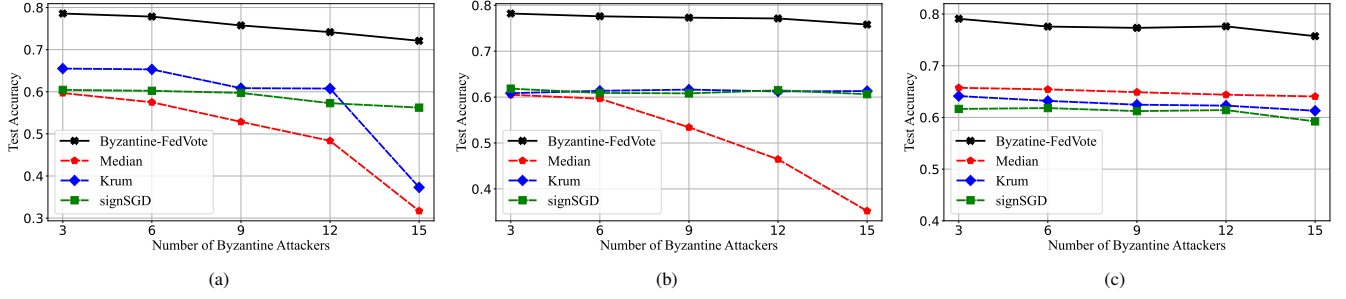 0.8
0.7
0.6
0.5
0.4
0.3
Test Accuracy
Byzantine-FedVote
Median
Krum
signSGD
3 6 9 12 15
Number of Byzantine Attackers
(a)
0.8
0.7
0.6
0.5
0.4
Test Accuracy
Byzantine-FedVote
Median
Krum
signSGD
3 6 9 12 15
Number of Byzantine Attackers
(b)
0.8
0.7
0.6
0.5
0.4
Test Accuracy
Byzantine-FedVote
Median
Krum
signSGD
3 6 9 12 15
Number of Byzantine Attackers
(c)